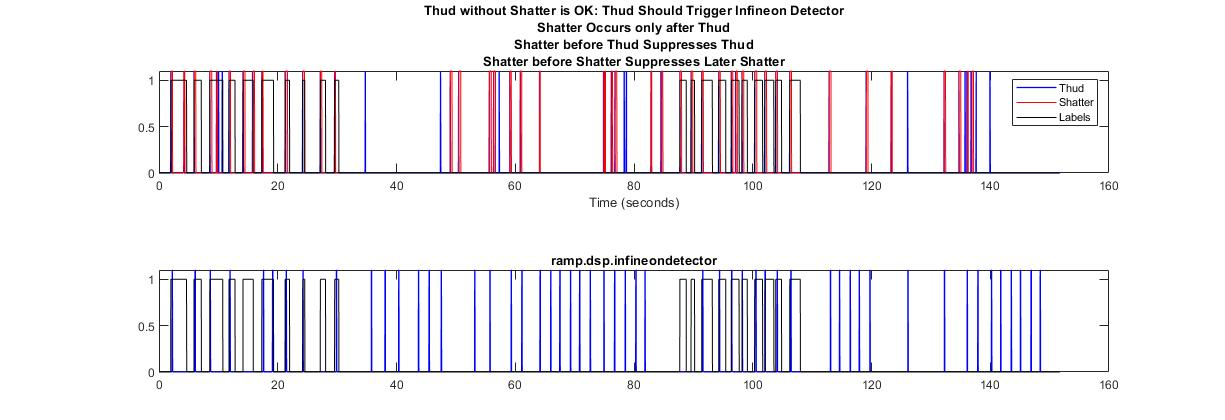 Thud without Shatter is OK: Thud Should Trigger Infineon Detector
Shatter Occurs only after Thud
Shatter before Thud Suppresses Thud
Shatter before Shatter Suppresses Later Shatter
1
0.5
0
Thud
Shatter
Labels
0 20 40 60 80 100 120 140 160
Time (seconds)
ramp.dsp.infineondetector
1
0.5
0
0 20 40 60 80 100 120 140 160